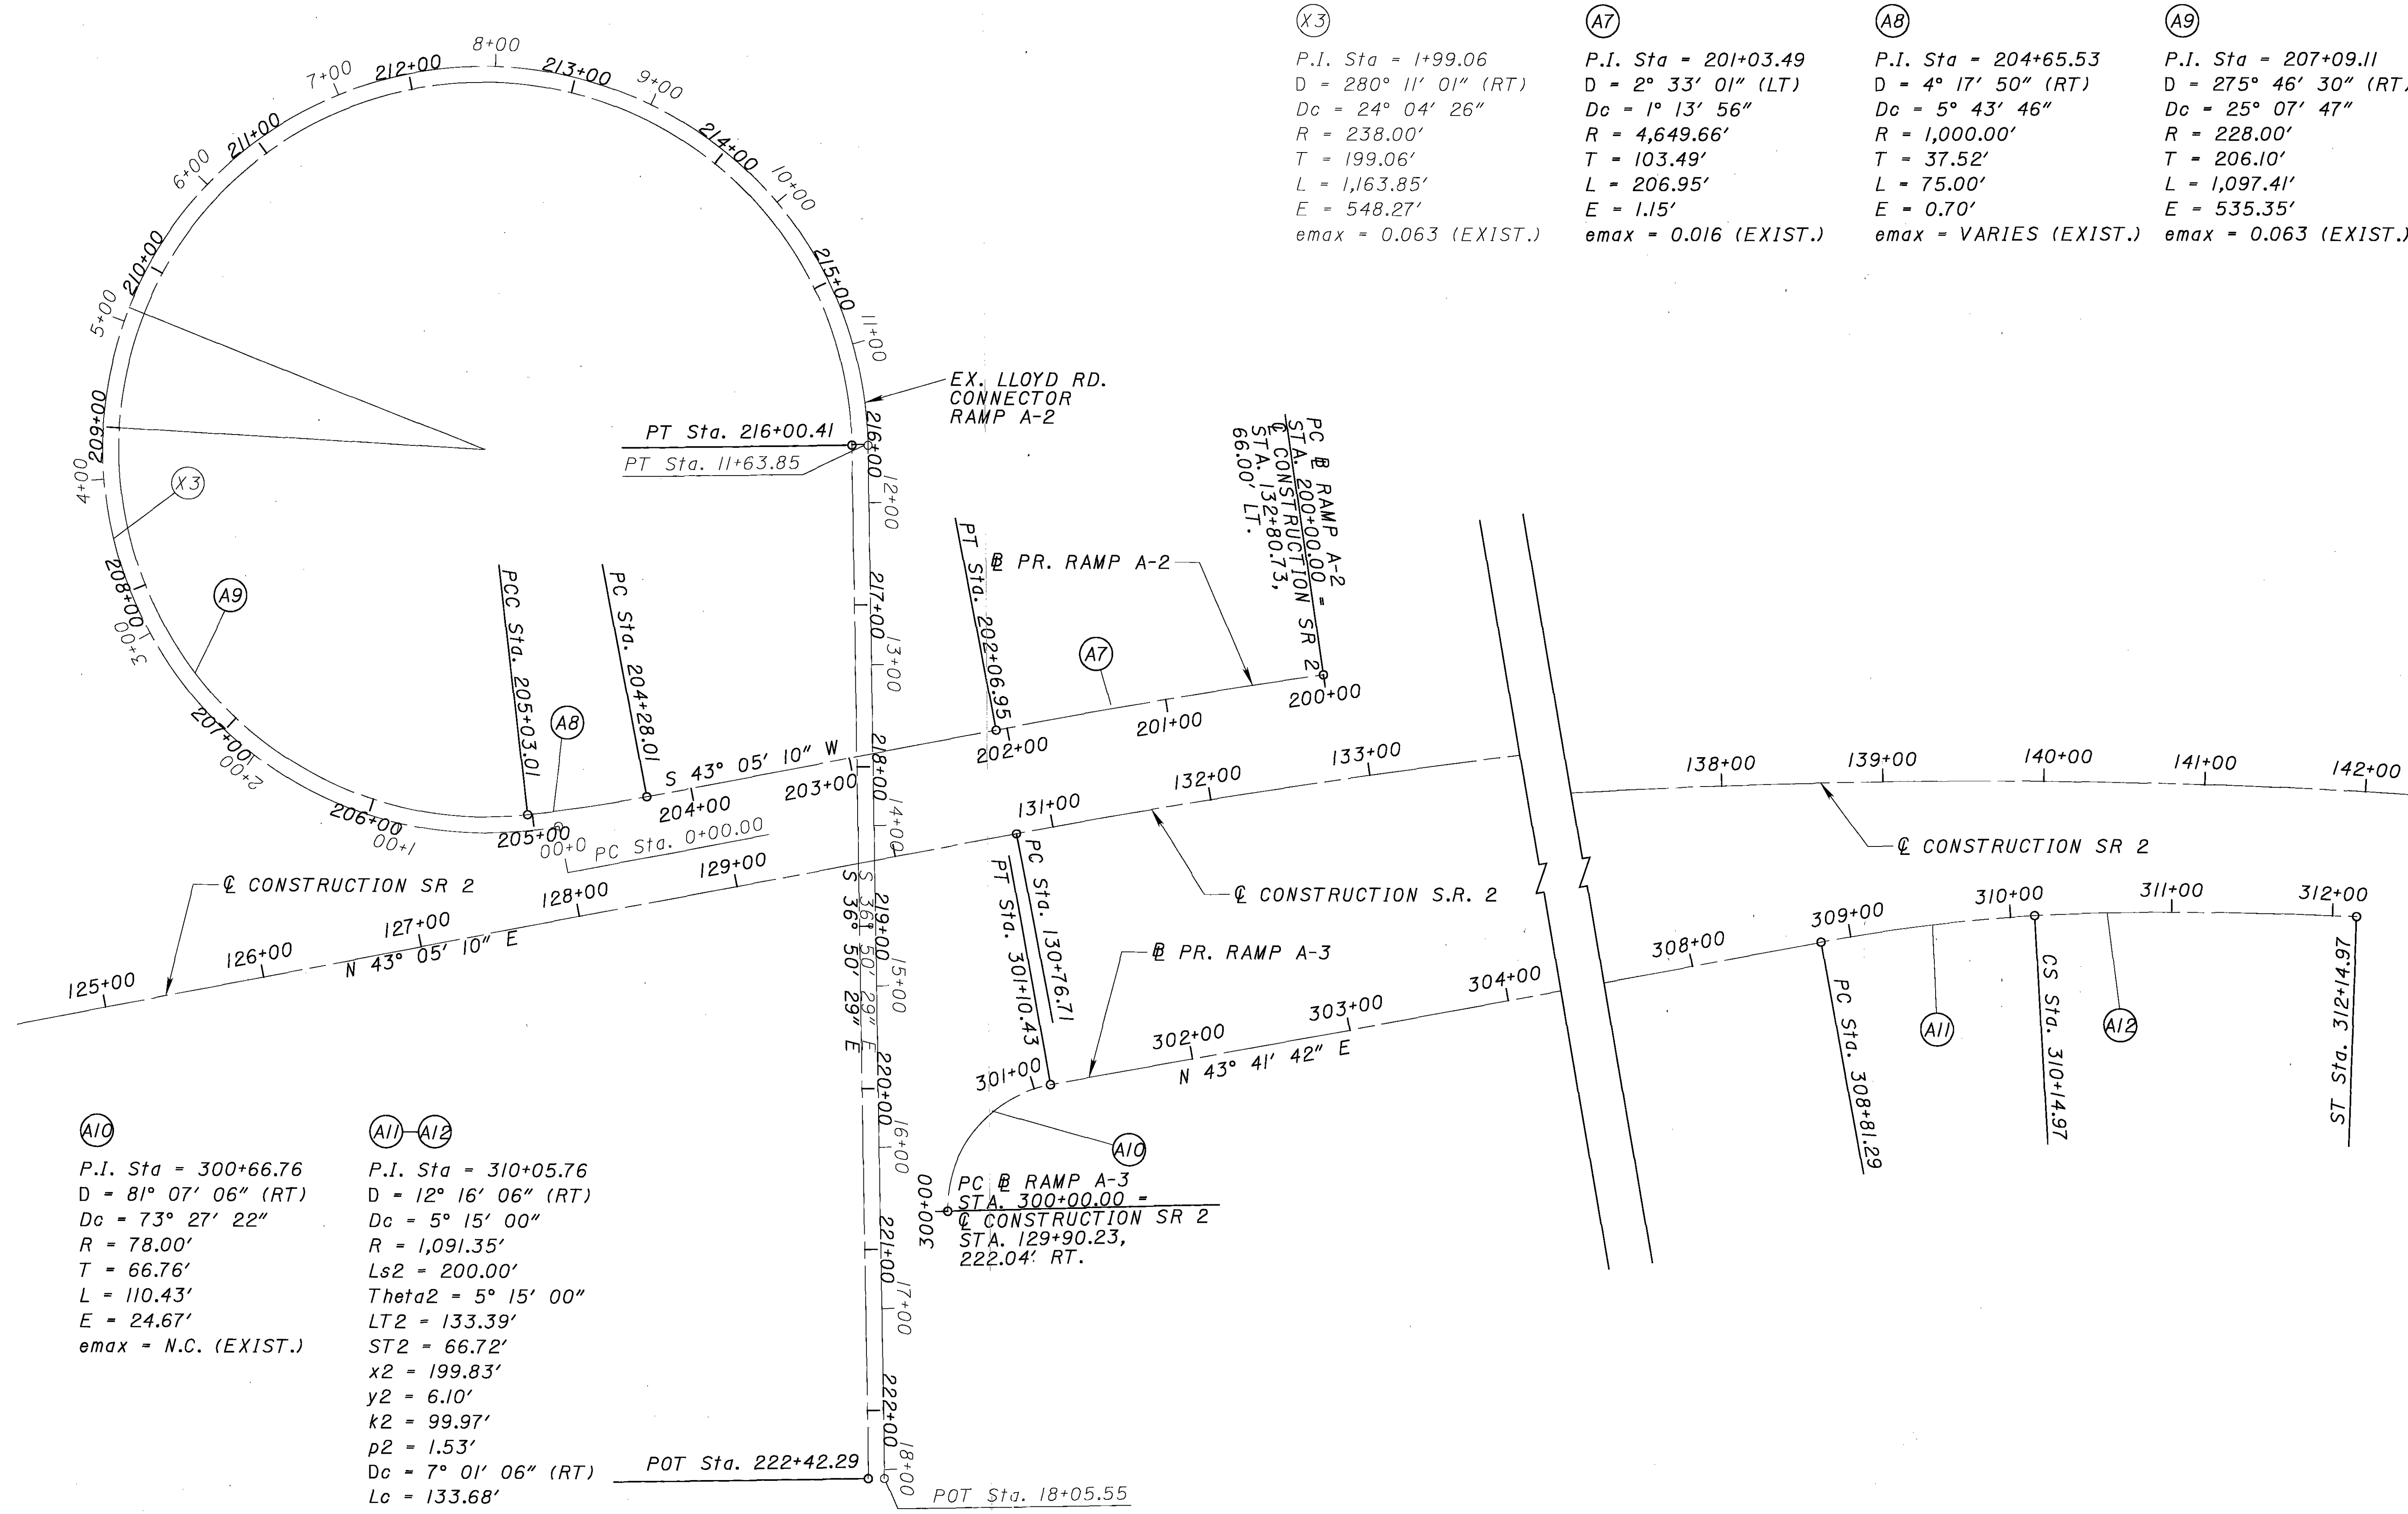 X3
P.I. Sta = 1+99.06
D = 280° 11' 01" (RT)
Dc = 24° 04' 26"
R = 238.00'
T = 199.06'
L = 1,163.85'
E = 548.27'
emax = 0.063 (EXIST.)
A7
P.I. Sta = 201+03.49
D = 2° 33' 01" (LT)
Dc = 1° 13' 56"
R = 4,649.66'
T = 103.49'
L = 206.95'
E = 1.15'
emax = 0.016 (EXIST.)
A8
P.I. Sta = 204+65.53
D = 4° 17' 50" (RT)
Dc = 5° 43' 46"
R = 1,000.00'
T = 37.52'
L = 75.00'
E = 0.70'
emax = VARIES (EXIST.)
A9
P.I. Sta = 207+09.11
D = 275° 46' 30" (RT)
Dc = 25° 07' 47"
R = 228.00'
T = 206.10'
L = 1,097.41'
E = 535.35'
emax = 0.063 (EXIST.)
8+00
7+00
212+00
213+00
9+00
6+00
211+00
214+00
10+00
5+00
210+00
215+00
11+00
EX. LLOYD RD.
CONNECTOR
RAMP A-2
209+00
4+00
X3
PT Sta. 216+00.41
PT Sta. 11+63.85
216+00
12+00
PC ⅊ RAMP A-2
STA. 200+00.00 =
℄ CONSTRUCTION SR 2
STA. 132+80.73,
66.00' LT.
208+00
3+00
A9
PCC Sta. 205+03.01
PC Sta. 204+28.01
217+00
13+00
PT Sta. 202+06.95
⅊ PR. RAMP A-2
A7
200+00
201+00
202+00
207+00
2+00
A8
S 43° 05' 10" W
203+00
218+00
204+00
206+00
1+00
205+00
0+00
PC Sta. 0+00.00
14+00
℄ CONSTRUCTION SR 2
125+00
126+00
127+00
128+00
129+00
131+00
132+00
133+00
138+00
139+00
140+00
141+00
142+00
N 43° 05' 10" E
℄ CONSTRUCTION S.R. 2
℄ CONSTRUCTION SR 2
S 36° 50' 29" E
S 36° 50' 29" E
219+00
15+00
PC Sta. 130+76.71
PT Sta. 301+10.43
⅊ PR. RAMP A-3
301+00
302+00
303+00
304+00
308+00
309+00
310+00
311+00
312+00
N 43° 41' 42" E
PC Sta. 308+81.29
A11
CS Sta. 310+14.97
A12
ST Sta. 312+14.97
220+00
16+00
A10
300+00
PC ⅊ RAMP A-3
STA. 300+00.00 =
℄ CONSTRUCTION SR 2
STA. 129+90.23,
222.04' RT.
221+00
17+00
222+00
18+00
POT Sta. 222+42.29
POT Sta. 18+05.55
A10
P.I. Sta = 300+66.76
D = 81° 07' 06" (RT)
Dc = 73° 27' 22"
R = 78.00'
T = 66.76'
L = 110.43'
E = 24.67'
emax = N.C. (EXIST.)
A11 A12
P.I. Sta = 310+05.76
D = 12° 16' 06" (RT)
Dc = 5° 15' 00"
R = 1,091.35'
Ls2 = 200.00'
Theta2 = 5° 15' 00"
LT2 = 133.39'
ST2 = 66.72'
x2 = 199.83'
y2 = 6.10'
k2 = 99.97'
p2 = 1.53'
Dc = 7° 01' 06" (RT)
Lc = 133.68'